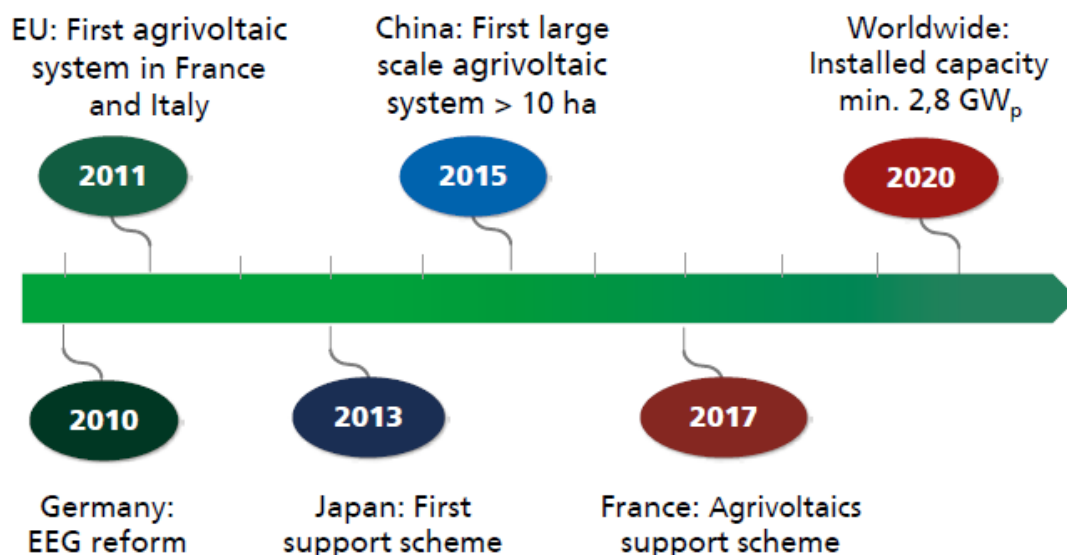 EU: First agrivoltaic
system in France
and Italy
China: First large
scale agrivoltaic
system > 10 ha
Worldwide:
Installed capacity
min. 2,8 GWp
2011
2015
2020
2010
2013
2017
Germany:
EEG reform
Japan: First
support scheme
France: Agrivoltaics
support scheme